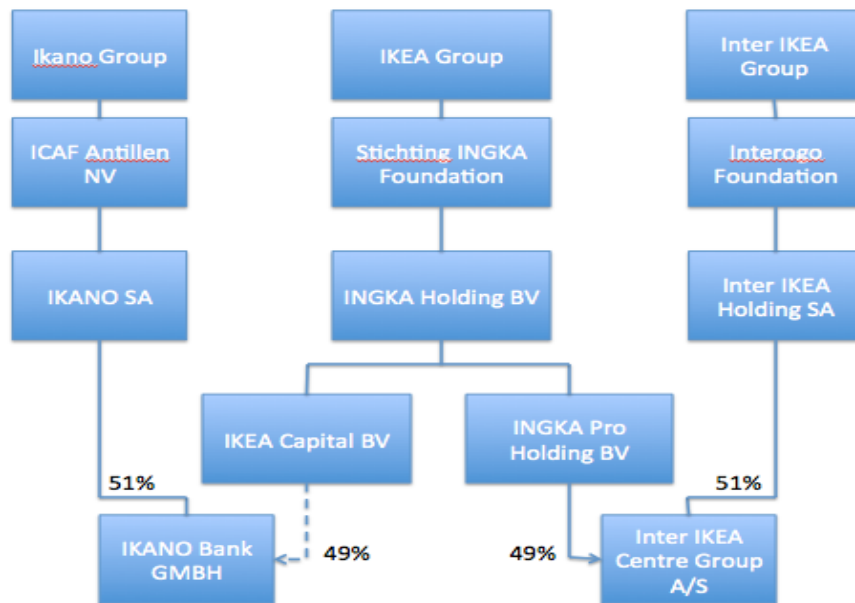 Ikano Group
IKEA Group
Inter IKEA
Group
ICAF Antillen
NV
Stichting INGKA
Foundation
Interogo
Foundation
IKANO SA
INGKA Holding BV
Inter IKEA
Holding SA
IKEA Capital BV
INGKA Pro
Holding BV
51%
51%
IKANO Bank
GMBH
49%
49%
Inter IKEA
Centre Group
A/S